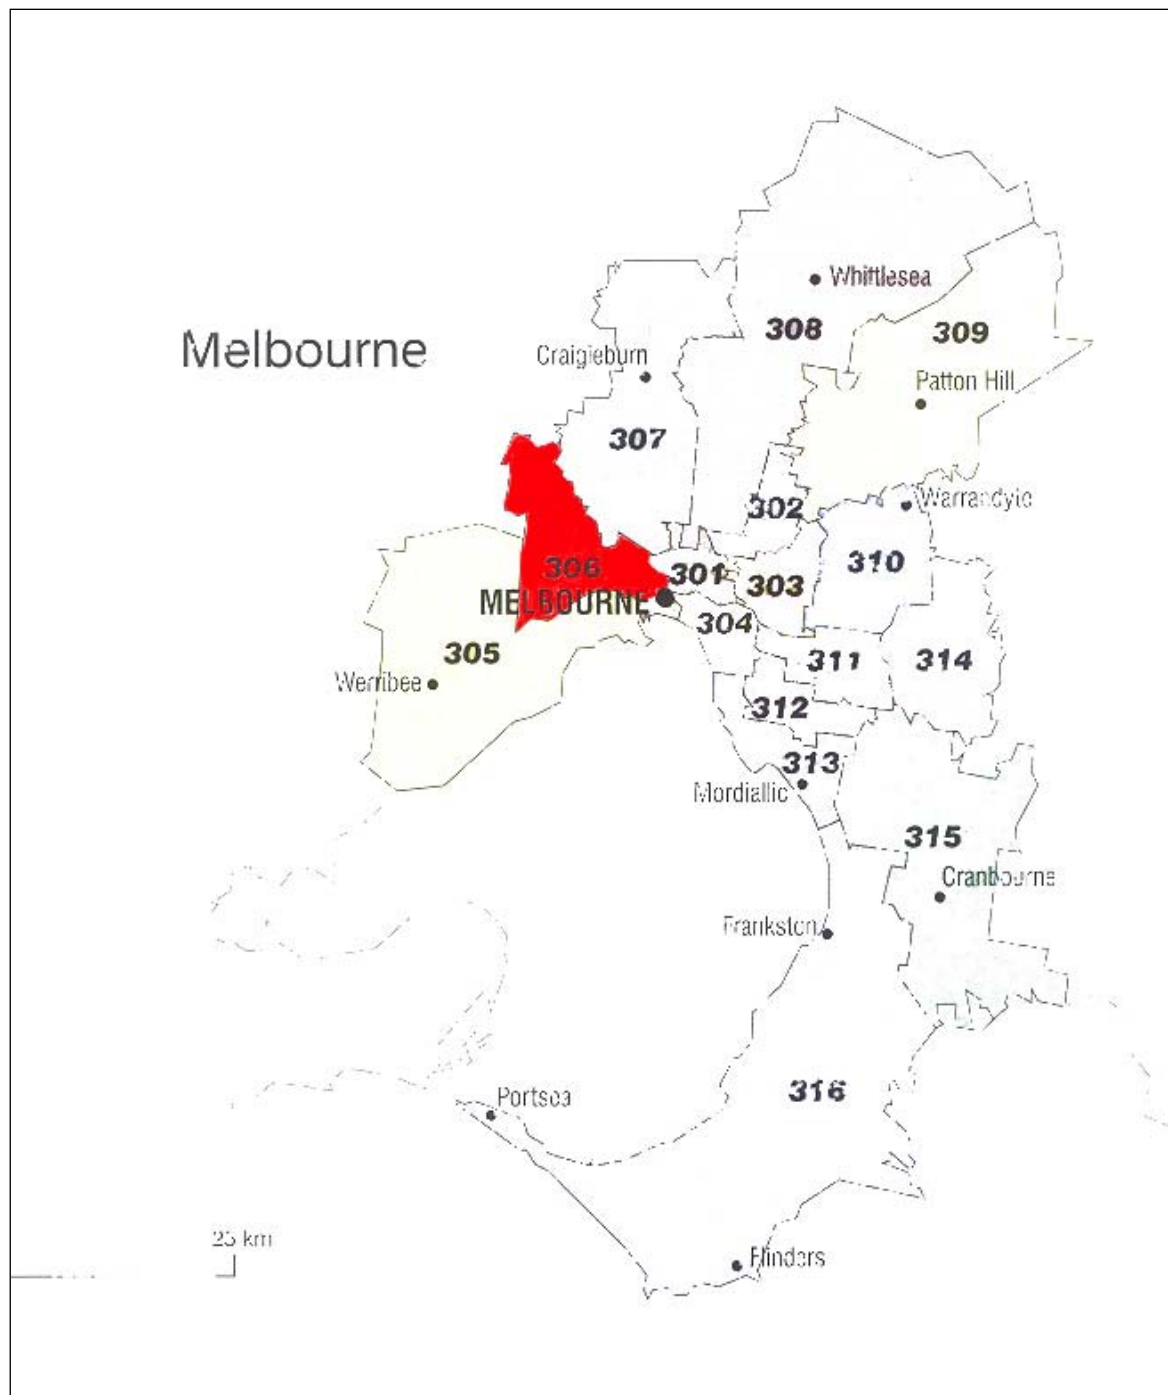 Whittlesea
308
309
Melbourne
Craigieburn
Patton Hill
307
302
Warrandyte
310
306
301
303
MELBOURNE
304
305
311
314
Werribee
312
313
Mordiallic
315
Cranbourne
Frankston
316
Portsea
25 km
Flinders